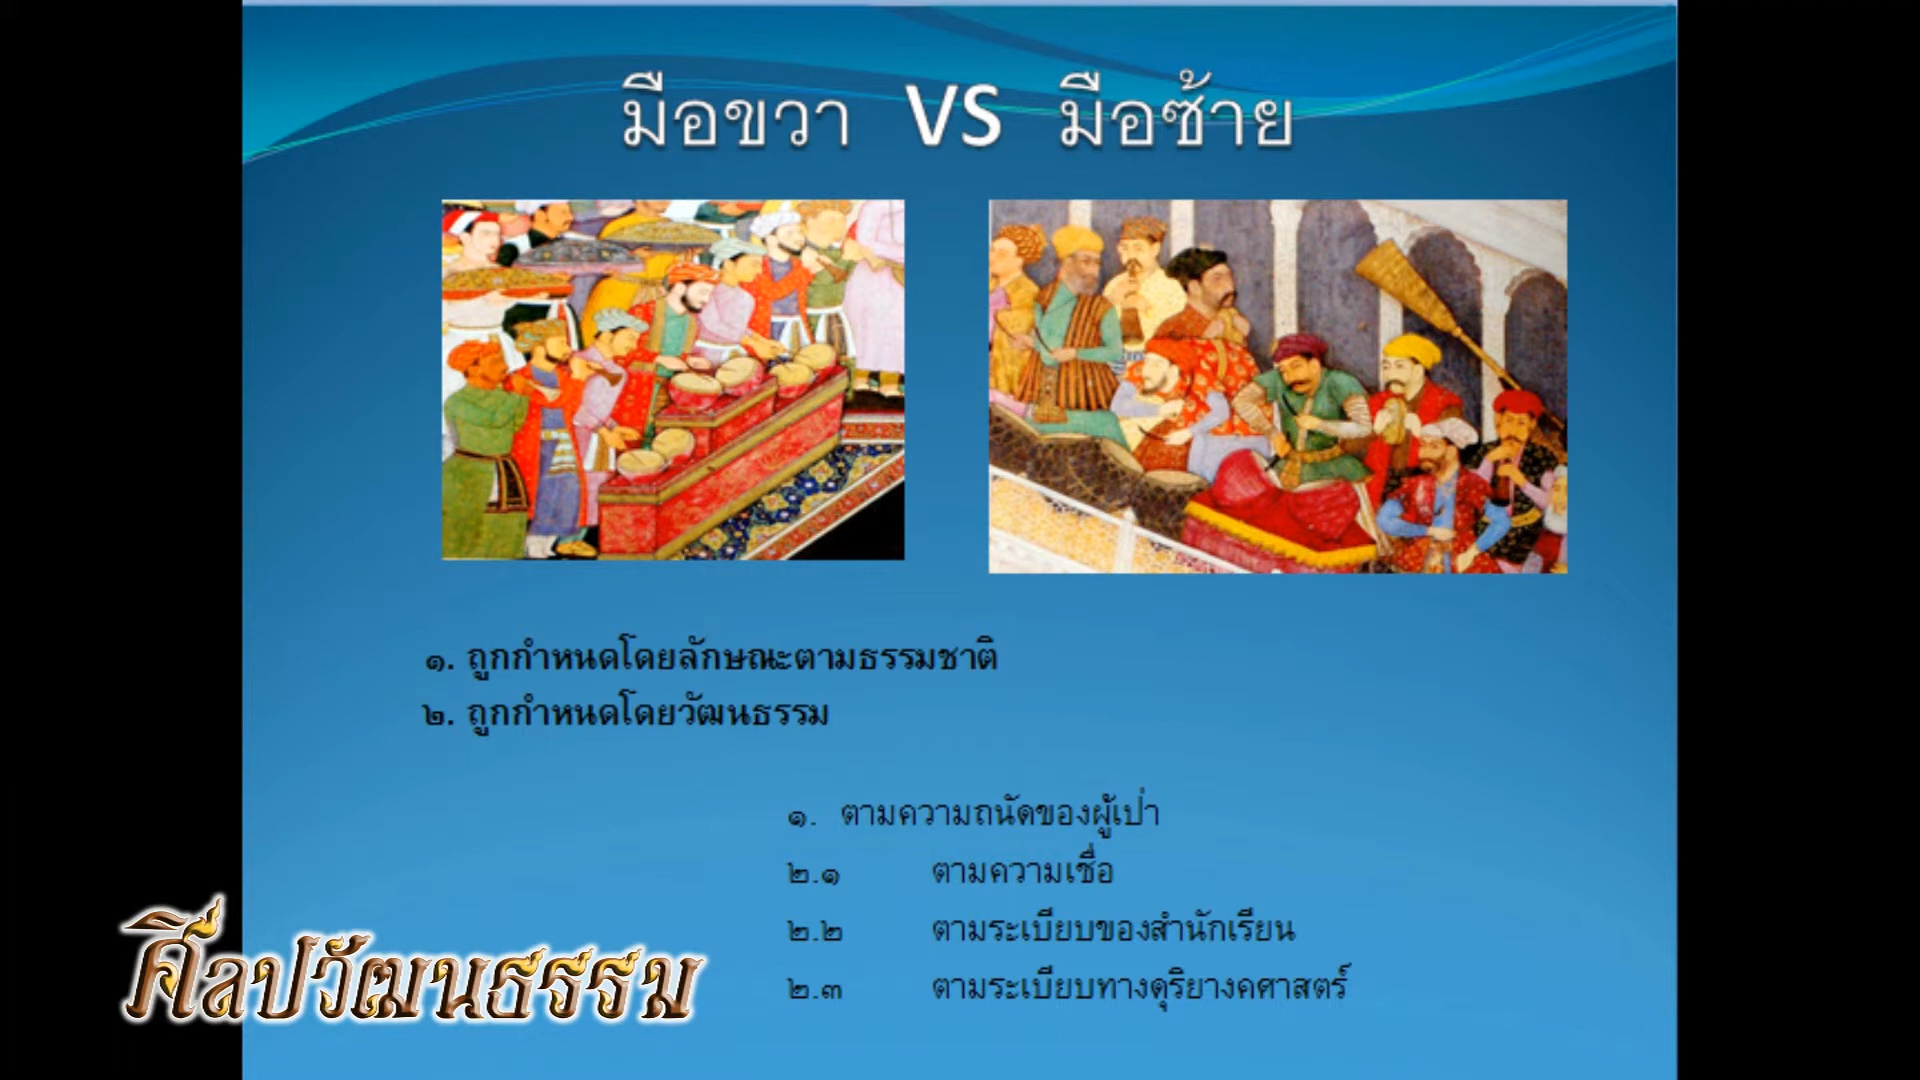 มือขวา VS มือซ้าย
๑. ถูกกำหนดโดยลักษณะตามธรรมชาติ
๒. ถูกกำหนดโดยวัฒนธรรม
๑. ตามความถนัดของผู้เป่า
๒.๑ ตามความเชื่อ
๒.๒ ตามระเบียบของสำนักเรียน
๒.๓ ตามระเบียบทางดุริยางคศาสตร์
ศิลปวัฒนธรรม